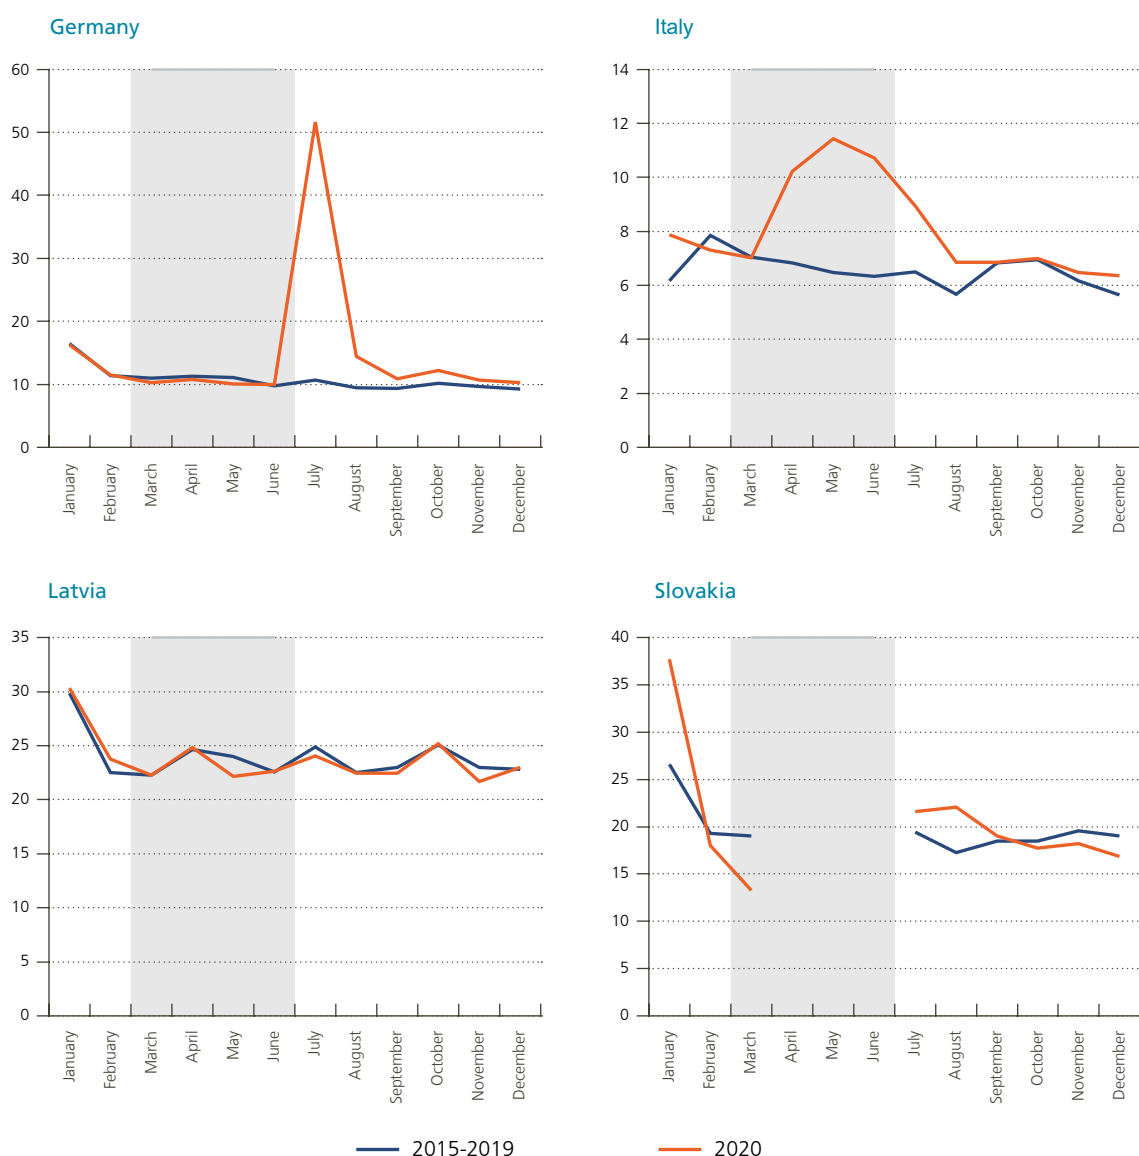 Germany
60
50
40
30
20
10
0
January
February
March
April
May
June
July
August
September
October
November
December
Italy
14
12
10
8
6
4
2
0
January
February
March
April
May
June
July
August
September
October
November
December
Latvia
35
30
25
20
15
10
5
0
January
February
March
April
May
June
July
August
September
October
November
December
Slovakia
40
35
30
25
20
15
10
5
0
January
February
March
April
May
June
July
August
September
October
November
December
2015-2019
2020